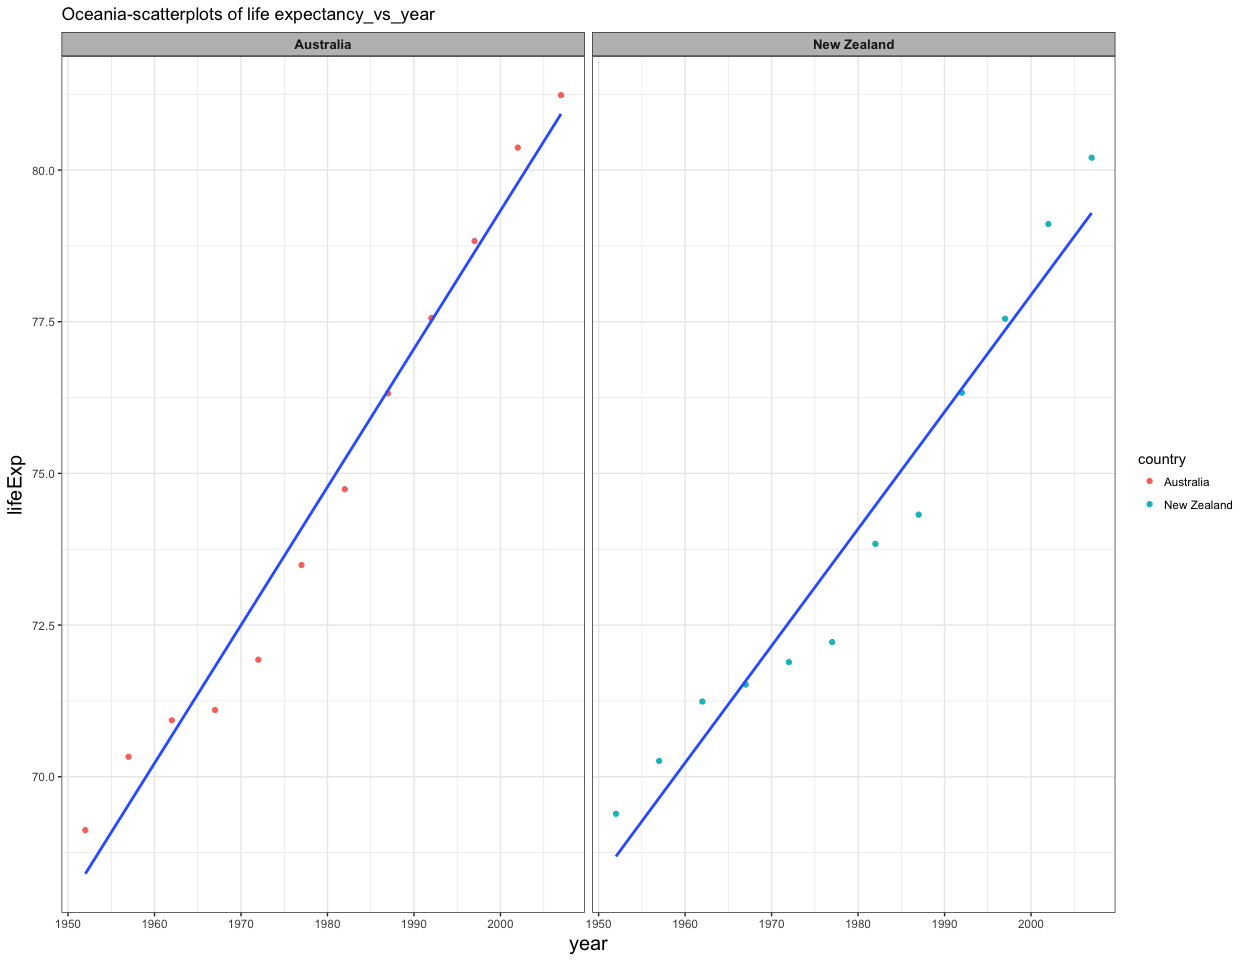 Oceania-scatterplots of life expectancy_vs_year
Australia
New Zealand
80.0
77.5
75.0
72.5
70.0
lifeExp
1950 1960 1970 1980 1990 2000
1950 1960 1970 1980 1990 2000
year
country
Australia
New Zealand